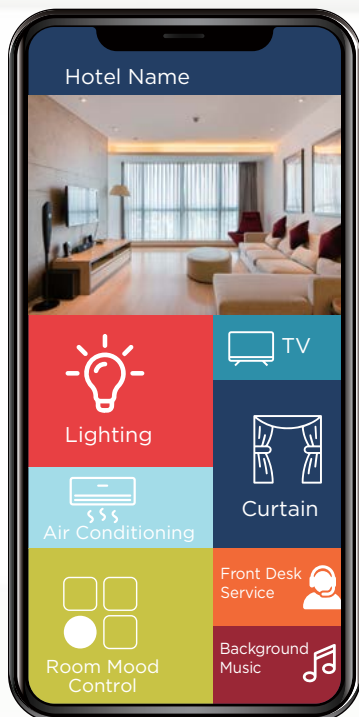 Hotel Name
Lighting
TV
Air Conditioning
Curtain
Room Mood
Control
Front Desk
Service
Background
Music